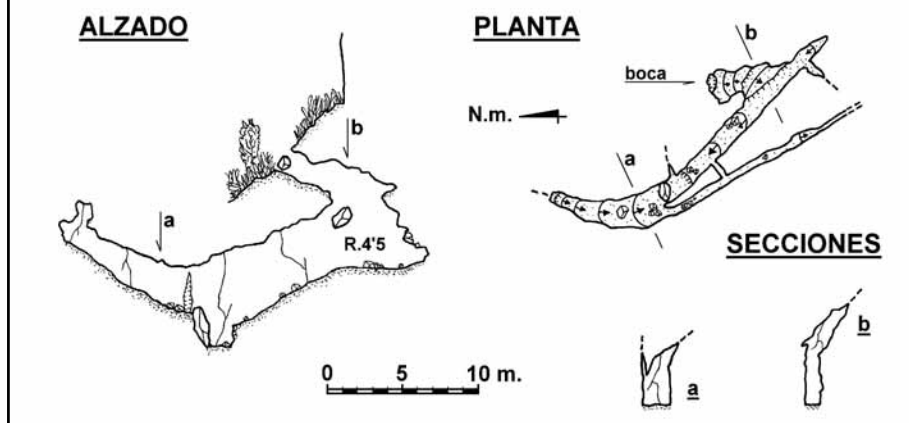 ALZADO
PLANTA
b
boca
b
N.m.
a
a
R.4'5
SECCIONES
b
a
0 5 10 m.